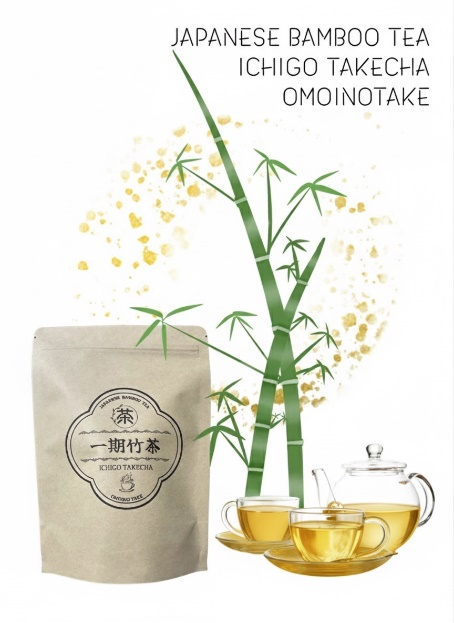 JAPANESE BAMBOO TEA
ICHIGO TAKECHA
OMOINOTAKE
JAPANESE BAMBOO TEA
茶
一期竹茶
ICHIGO TAKECHA
OMOINO TAKE